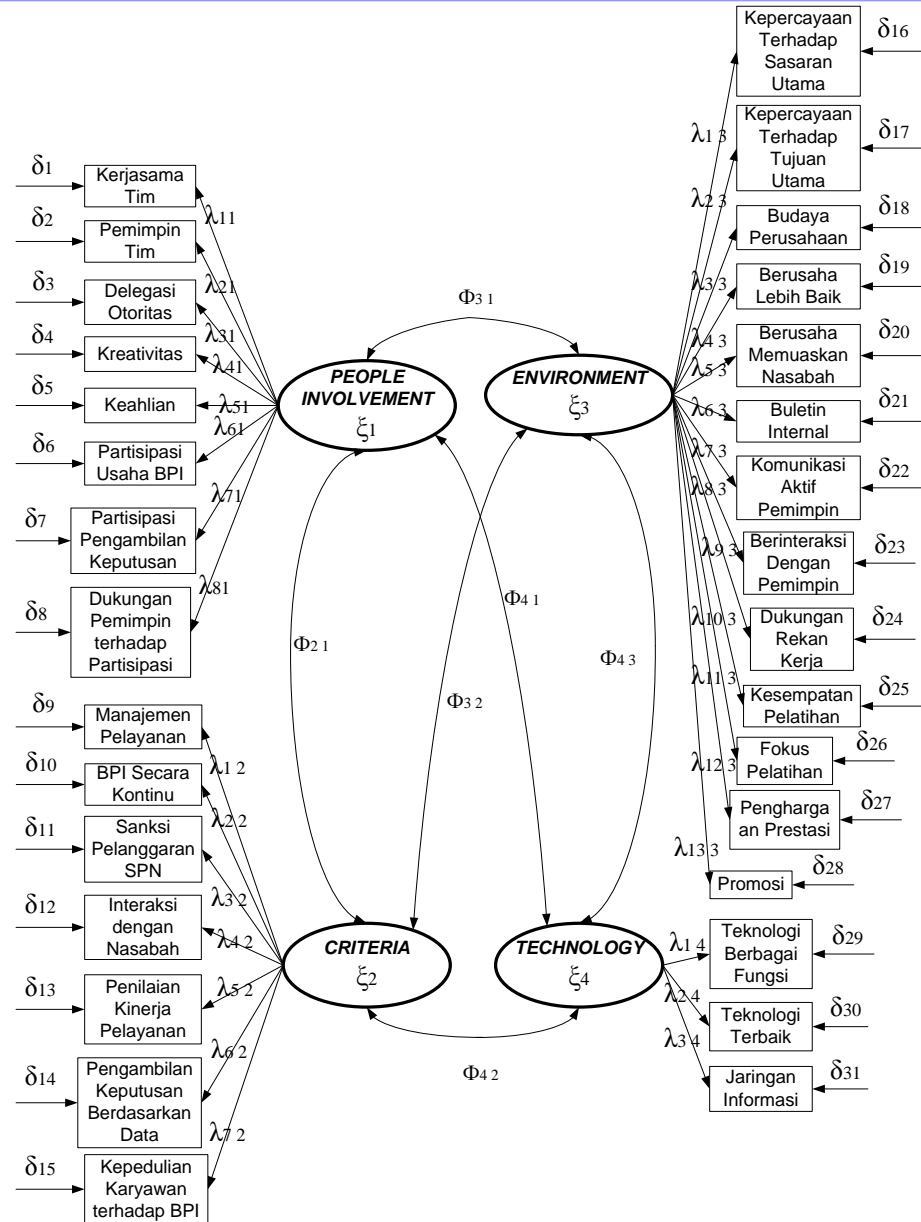 δ1
Kerjasama
Tim
λ11
δ2
Pemimpin
Tim
λ21
δ3
Delegasi
Otoritas
λ31
δ4
Kreativitas
λ41
δ5
Keahlian
λ51
δ6
Partisipasi
Usaha BPI
λ61
δ7
Partisipasi
Pengambilan
Keputusan
λ71
δ8
Dukungan
Pemimpin
terhadap
Partisipasi
λ81
PEOPLE
INVOLVEMENT
ξ1
δ9
Manajemen
Pelayanan
λ1 2
δ10
BPI Secara
Kontinu
λ2 2
δ11
Sanksi
Pelanggaran
SPN
λ3 2
δ12
Interaksi
dengan
Nasabah
λ4 2
δ13
Penilaian
Kinerja
Pelayanan
λ5 2
δ14
Pengambilan
Keputusan
Berdasarkan
Data
λ6 2
δ15
Kepedulian
Karyawan
terhadap BPI
λ7 2
CRITERIA
ξ2
Φ3 1
Φ2 1
Φ4 1
Φ3 2
Φ4 3
Φ4 2
ENVIRONMENT
ξ3
λ1 3
Kepercayaan
Terhadap
Sasaran
Utama
δ16
λ2 3
Kepercayaan
Terhadap
Tujuan
Utama
δ17
λ3 3
Budaya
Perusahaan
δ18
λ4 3
Berusaha
Lebih Baik
δ19
λ5 3
Berusaha
Memuaskan
Nasabah
δ20
λ6 3
Buletin
Internal
δ21
λ7 3
Komunikasi
Aktif
Pemimpin
δ22
λ8 3
Berinteraksi
Dengan
Pemimpin
δ23
λ9 3
Dukungan
Rekan
Kerja
δ24
λ10 3
Kesempatan
Pelatihan
δ25
λ11 3
Fokus
Pelatihan
δ26
λ12 3
Pengharga
an Prestasi
δ27
λ13 3
Promosi
δ28
TECHNOLOGY
ξ4
λ1 4
Teknologi
Berbagai
Fungsi
δ29
λ2 4
Teknologi
Terbaik
δ30
λ3 4
Jaringan
Informasi
δ31